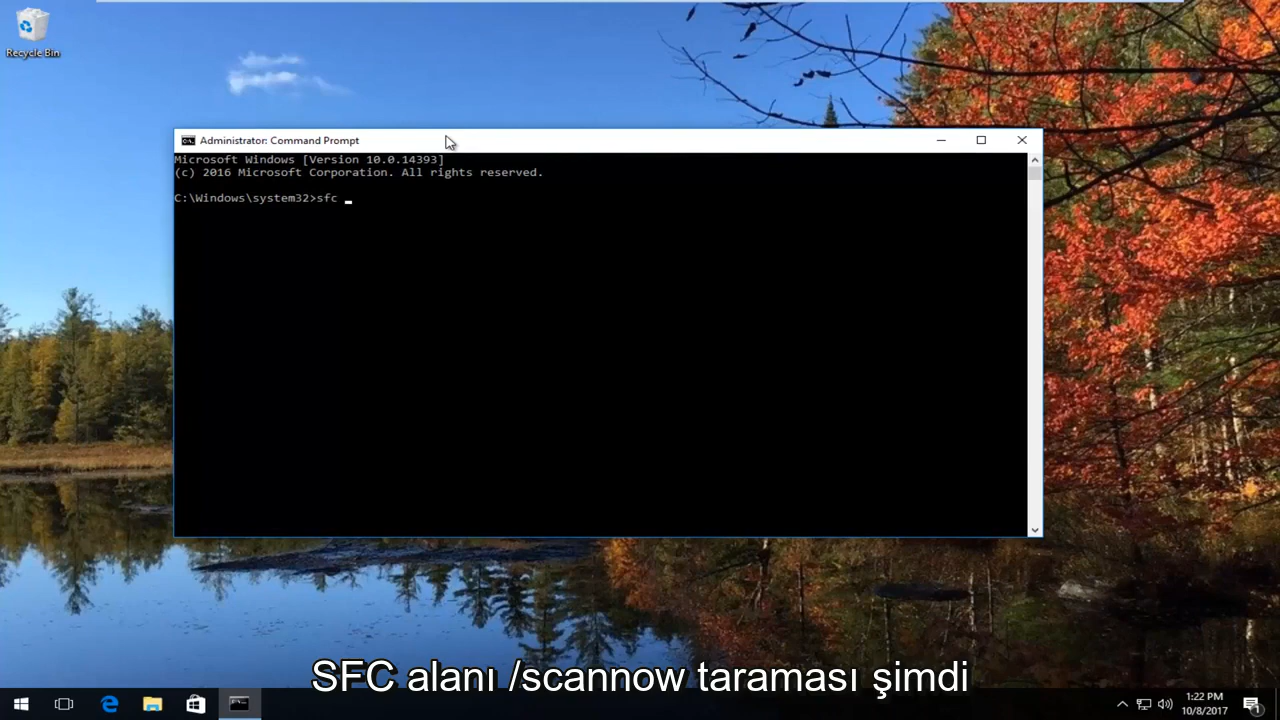 Recycle Bin
Administrator: Command Prompt
Microsoft Windows [Version 10.0.14393]
(c) 2016 Microsoft Corporation. All rights reserved.
C:\Windows\system32>sfc
SFC alanı /scannow taraması şimdi
1:22 PM
10/8/2017
1